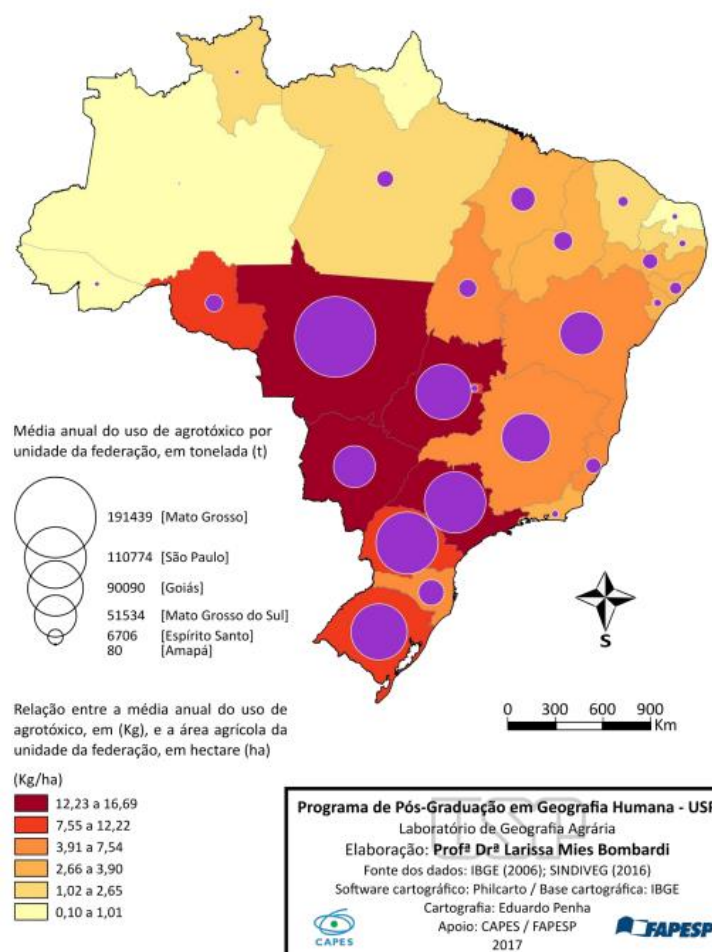 Média anual do uso de agrotóxico por
unidade da federação, em tonelada (t)
191439 [Mato Grosso]
110774 [São Paulo]
90090 [Goiás]
51534 [Mato Grosso do Sul]
6706 [Espírito Santo]
80 [Amapá]
S
0 300 600 900
Km
Relação entre a média anual do uso de
agrotóxico, em (Kg), e a área agrícola da
unidade da federação, em hectare (ha)
(Kg/ha)
12,23 a 16,69
7,55 a 12,22
3,91 a 7,54
2,66 a 3,90
1,02 a 2,65
0,10 a 1,01
USP
Programa de Pós-Graduação em Geografia Humana - USP
Laboratório de Geografia Agrária
Elaboração: Profª Drª Larissa Mies Bombardi
Fonte dos dados: IBGE (2006); SINDIVEG (2016)
Software cartográfico: Philcarto / Base cartográfica: IBGE
Cartografia: Eduardo Penha
Apoio: CAPES / FAPESP
2017
CAPES
FAPESP